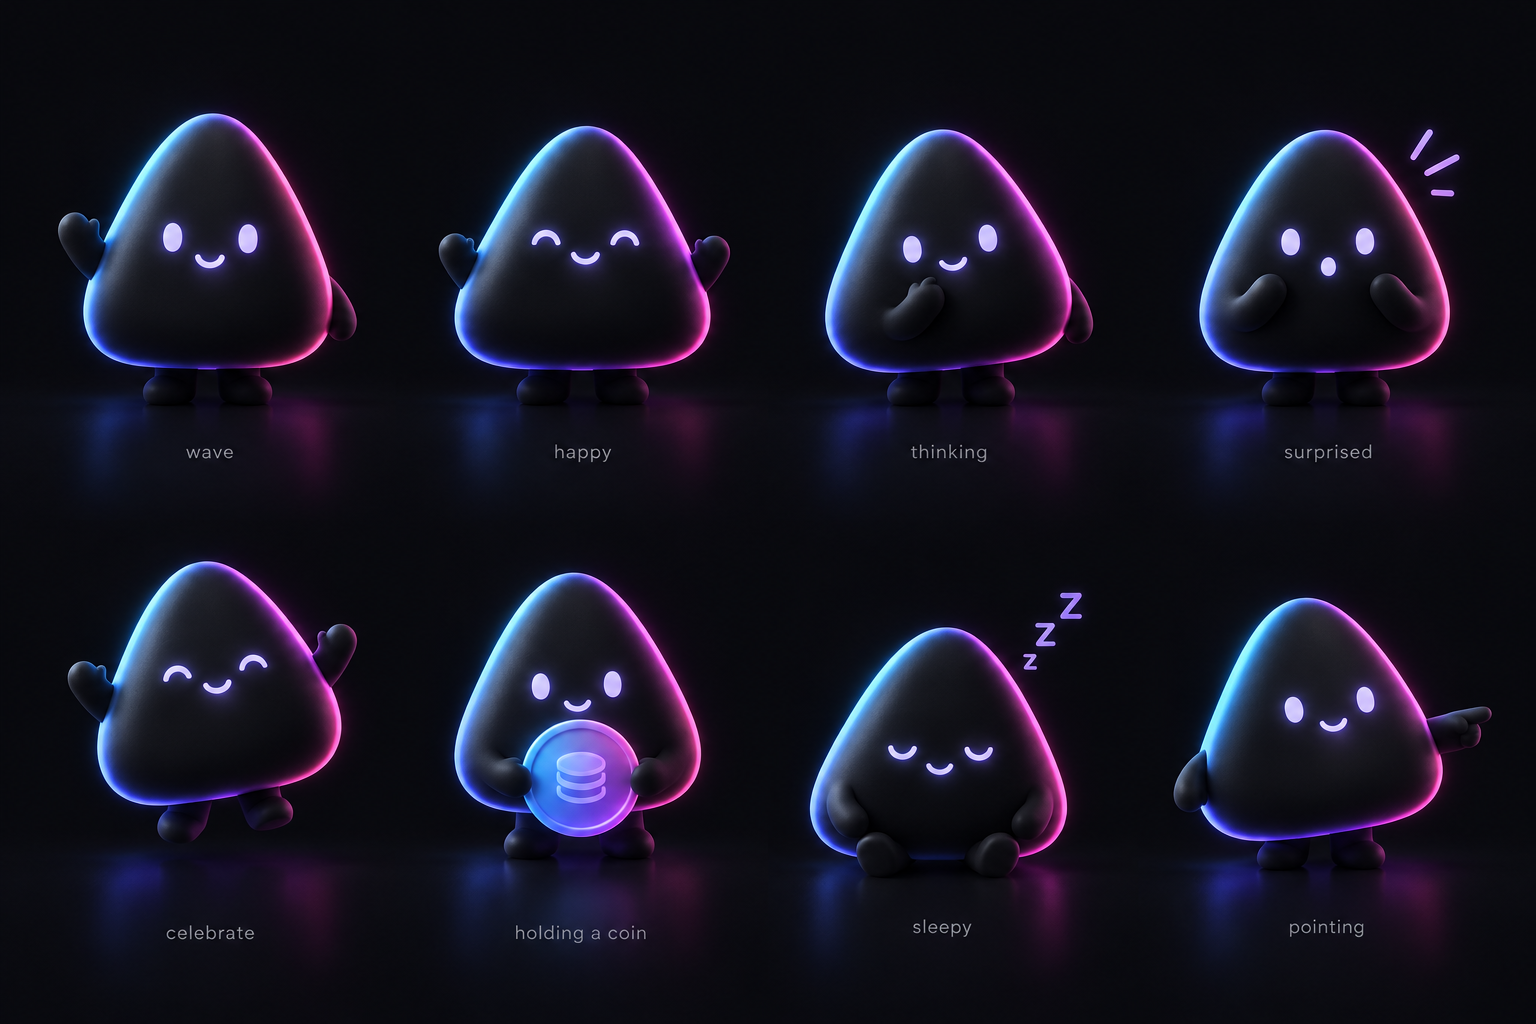 wave
happy
thinking
surprised
z
z
z
celebrate
holding a coin
sleepy
pointing